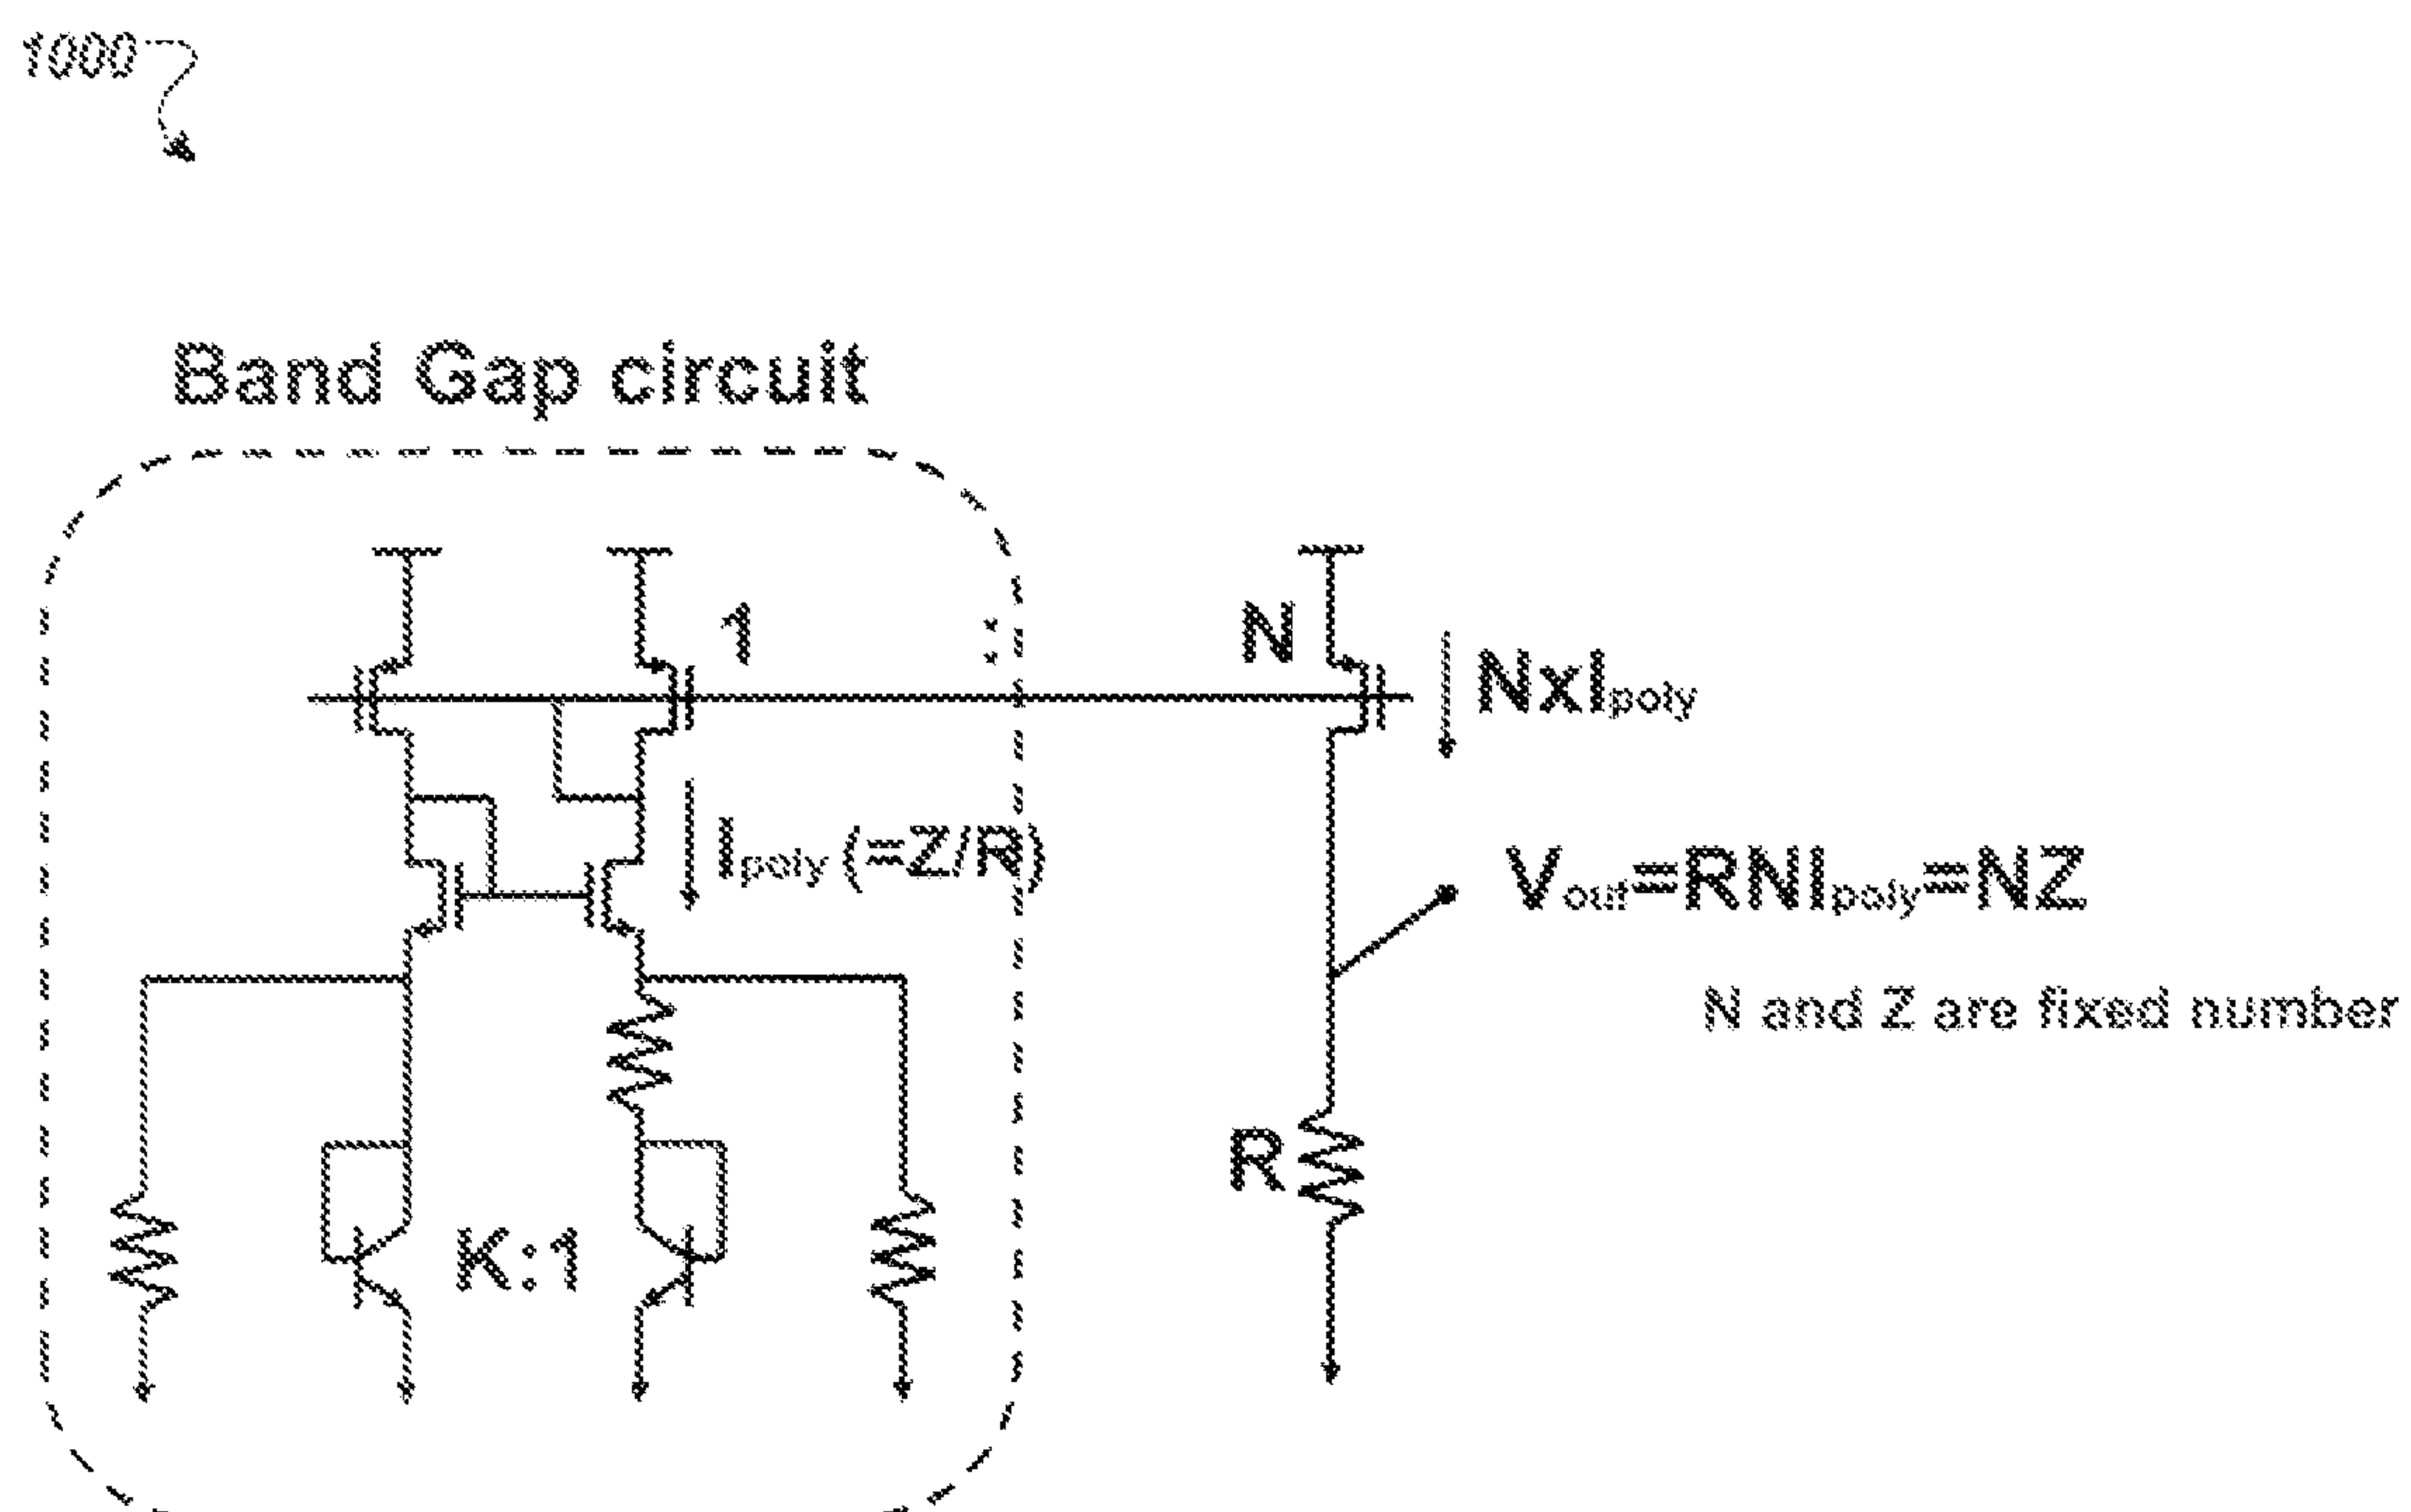 1000
Band Gap circuit
1 : N
NxIpoly
Ipoly (=Z/R)
Vout=RNIpoly=NZ
N and Z are fixed number
R
K:1